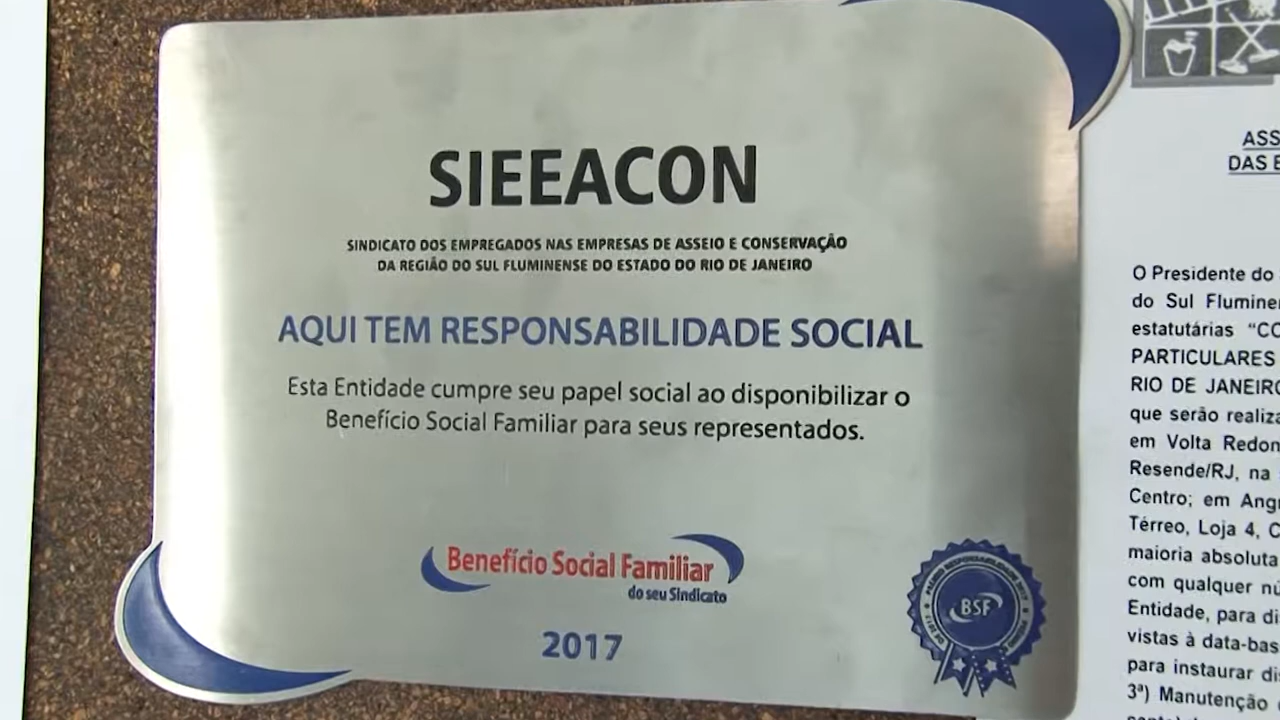 SIEEACON
SINDICATO DOS EMPREGADOS NAS EMPRESAS DE ASSEIO E CONSERVAÇÃO
DA REGIÃO DO SUL FLUMINENSE DO ESTADO DO RIO DE JANEIRO
AQUI TEM RESPONSABILIDADE SOCIAL
Esta Entidade cumpre seu papel social ao disponibilizar o
Benefício Social Familiar para seus representados.
Benefício Social Familiar
do seu Sindicato
2017
BSF
ASS
DAS E
O Presidente do
do Sul Flumine
estatutárias “CO
PARTICULARES
RIO DE JANEIRO
que serão realiza
em Volta Redon
Resende/RJ, na
Centro; em Ang
Térreo, Loja 4, C
maioria absoluta
com qualquer nú
Entidade, para di
vistas à data-bas
para instaurar dis
3ª) Manutenção